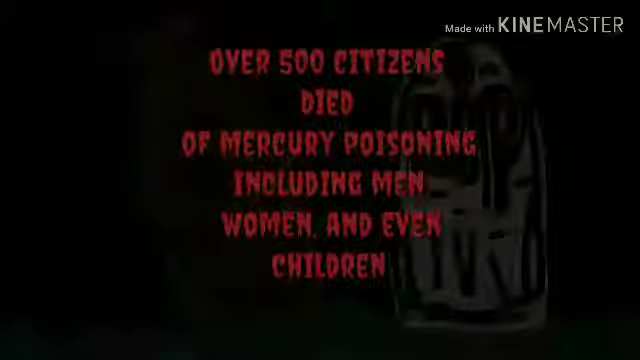 Made with KINEMASTER
OVER 500 CITIZENS
DIED
OF MERCURY POISONING
INCLUDING MEN
WOMEN, AND EVEN
CHILDREN